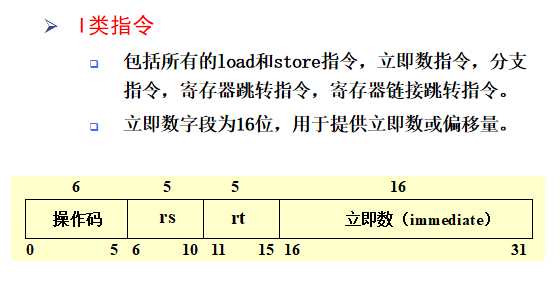 I类指令
包括所有的load和store指令，立即数指令，分支
指令，寄存器跳转指令，寄存器链接跳转指令。
立即数字段为16位，用于提供立即数或偏移量。
6 5 5 16
操作码 rs rt 立即数（immediate）
0 5 6 10 11 15 16 31